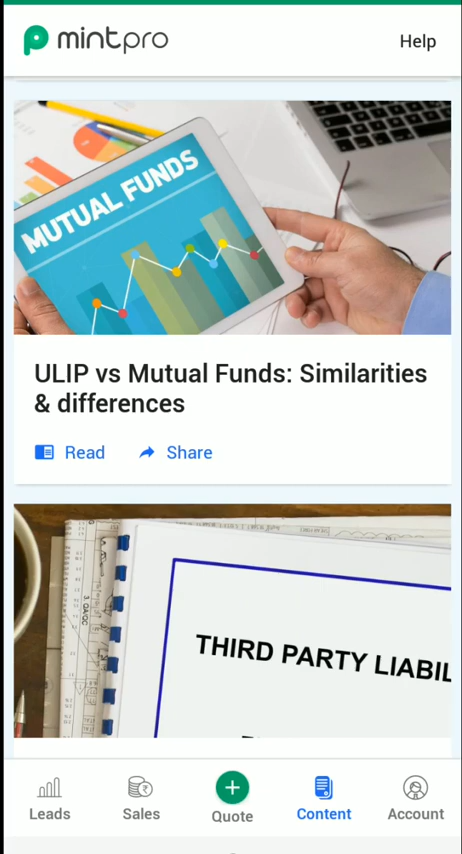 mintpro
Help
MUTUAL FUNDS
ULIP vs Mutual Funds: Similarities
& differences
Read
Share
THIRD PARTY LIABIL
Leads
Sales
Quote
Content
Account